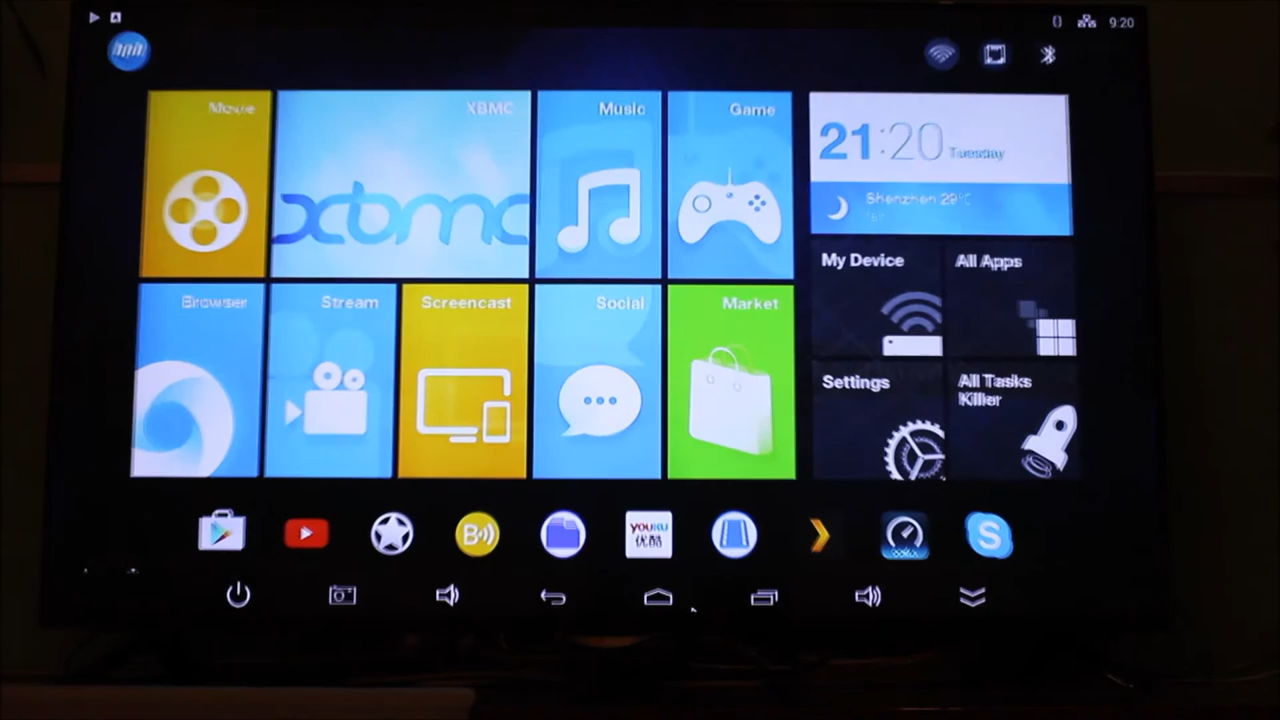 9:20
Movie
XBMC
Music
Game
xbmc
21:20 Tuesday
Shenzhen 29°C
My Device
All Apps
Browser
Stream
Screencast
Social
Market
Settings
All Tasks
Killer
B
YOUKU
优酷
S